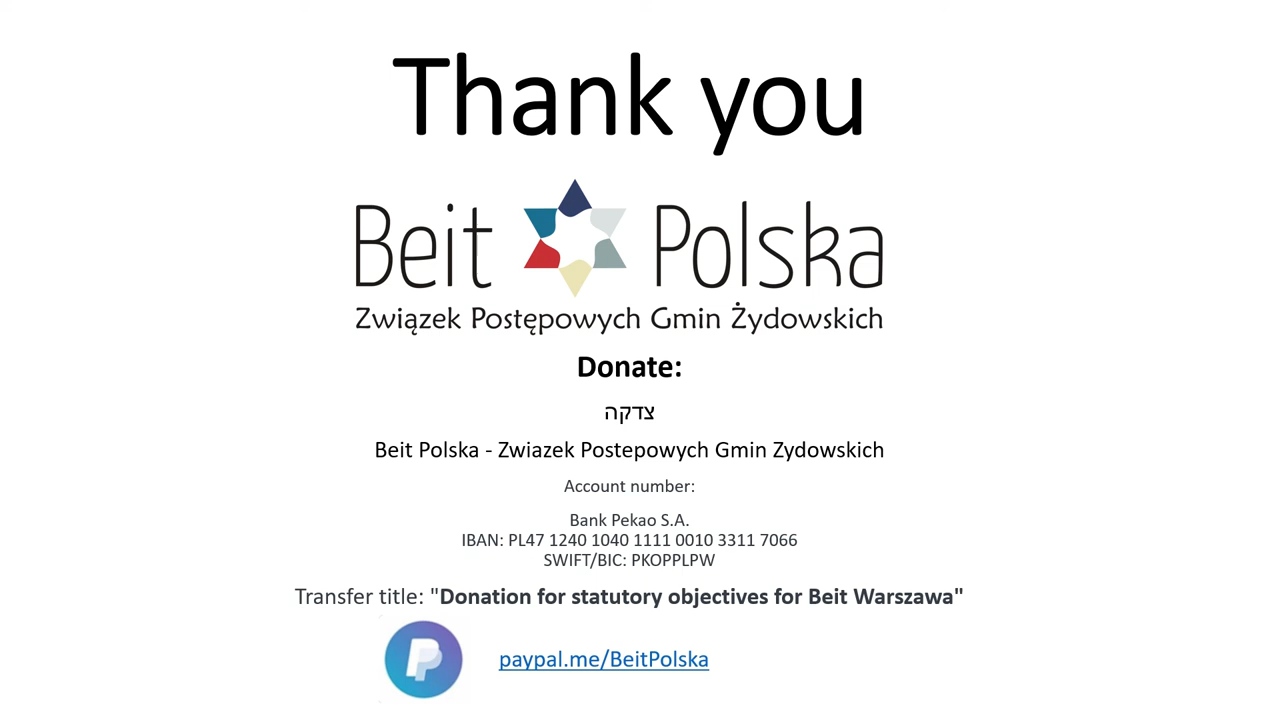 Thank you
Beit Polska
Związek Postępowych Gmin Żydowskich
Donate:
צדקה
Beit Polska - Zwiazek Postepowych Gmin Zydowskich
Account number:
Bank Pekao S.A.
IBAN: PL47 1240 1040 1111 0010 3311 7066
SWIFT/BIC: PKOPPLPW
Transfer title: "Donation for statutory objectives for Beit Warszawa"
paypal.me/BeitPolska